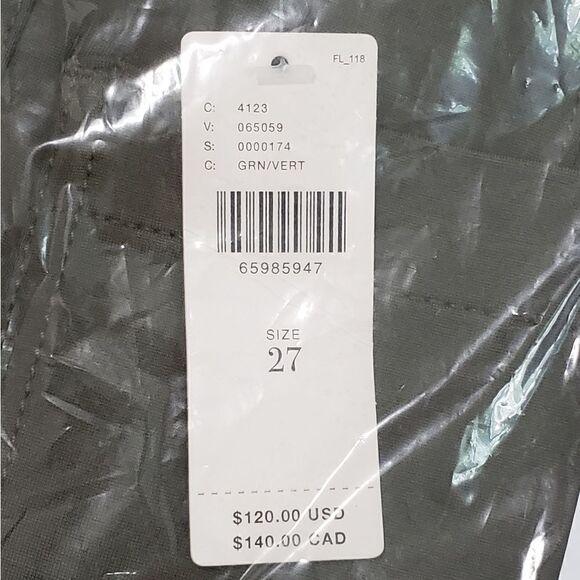 FL_118
C: 4123
V: 065059
S: 0000174
C: GRN/VERT
65985947
SIZE
27
$120.00 USD
$140.00 CAD